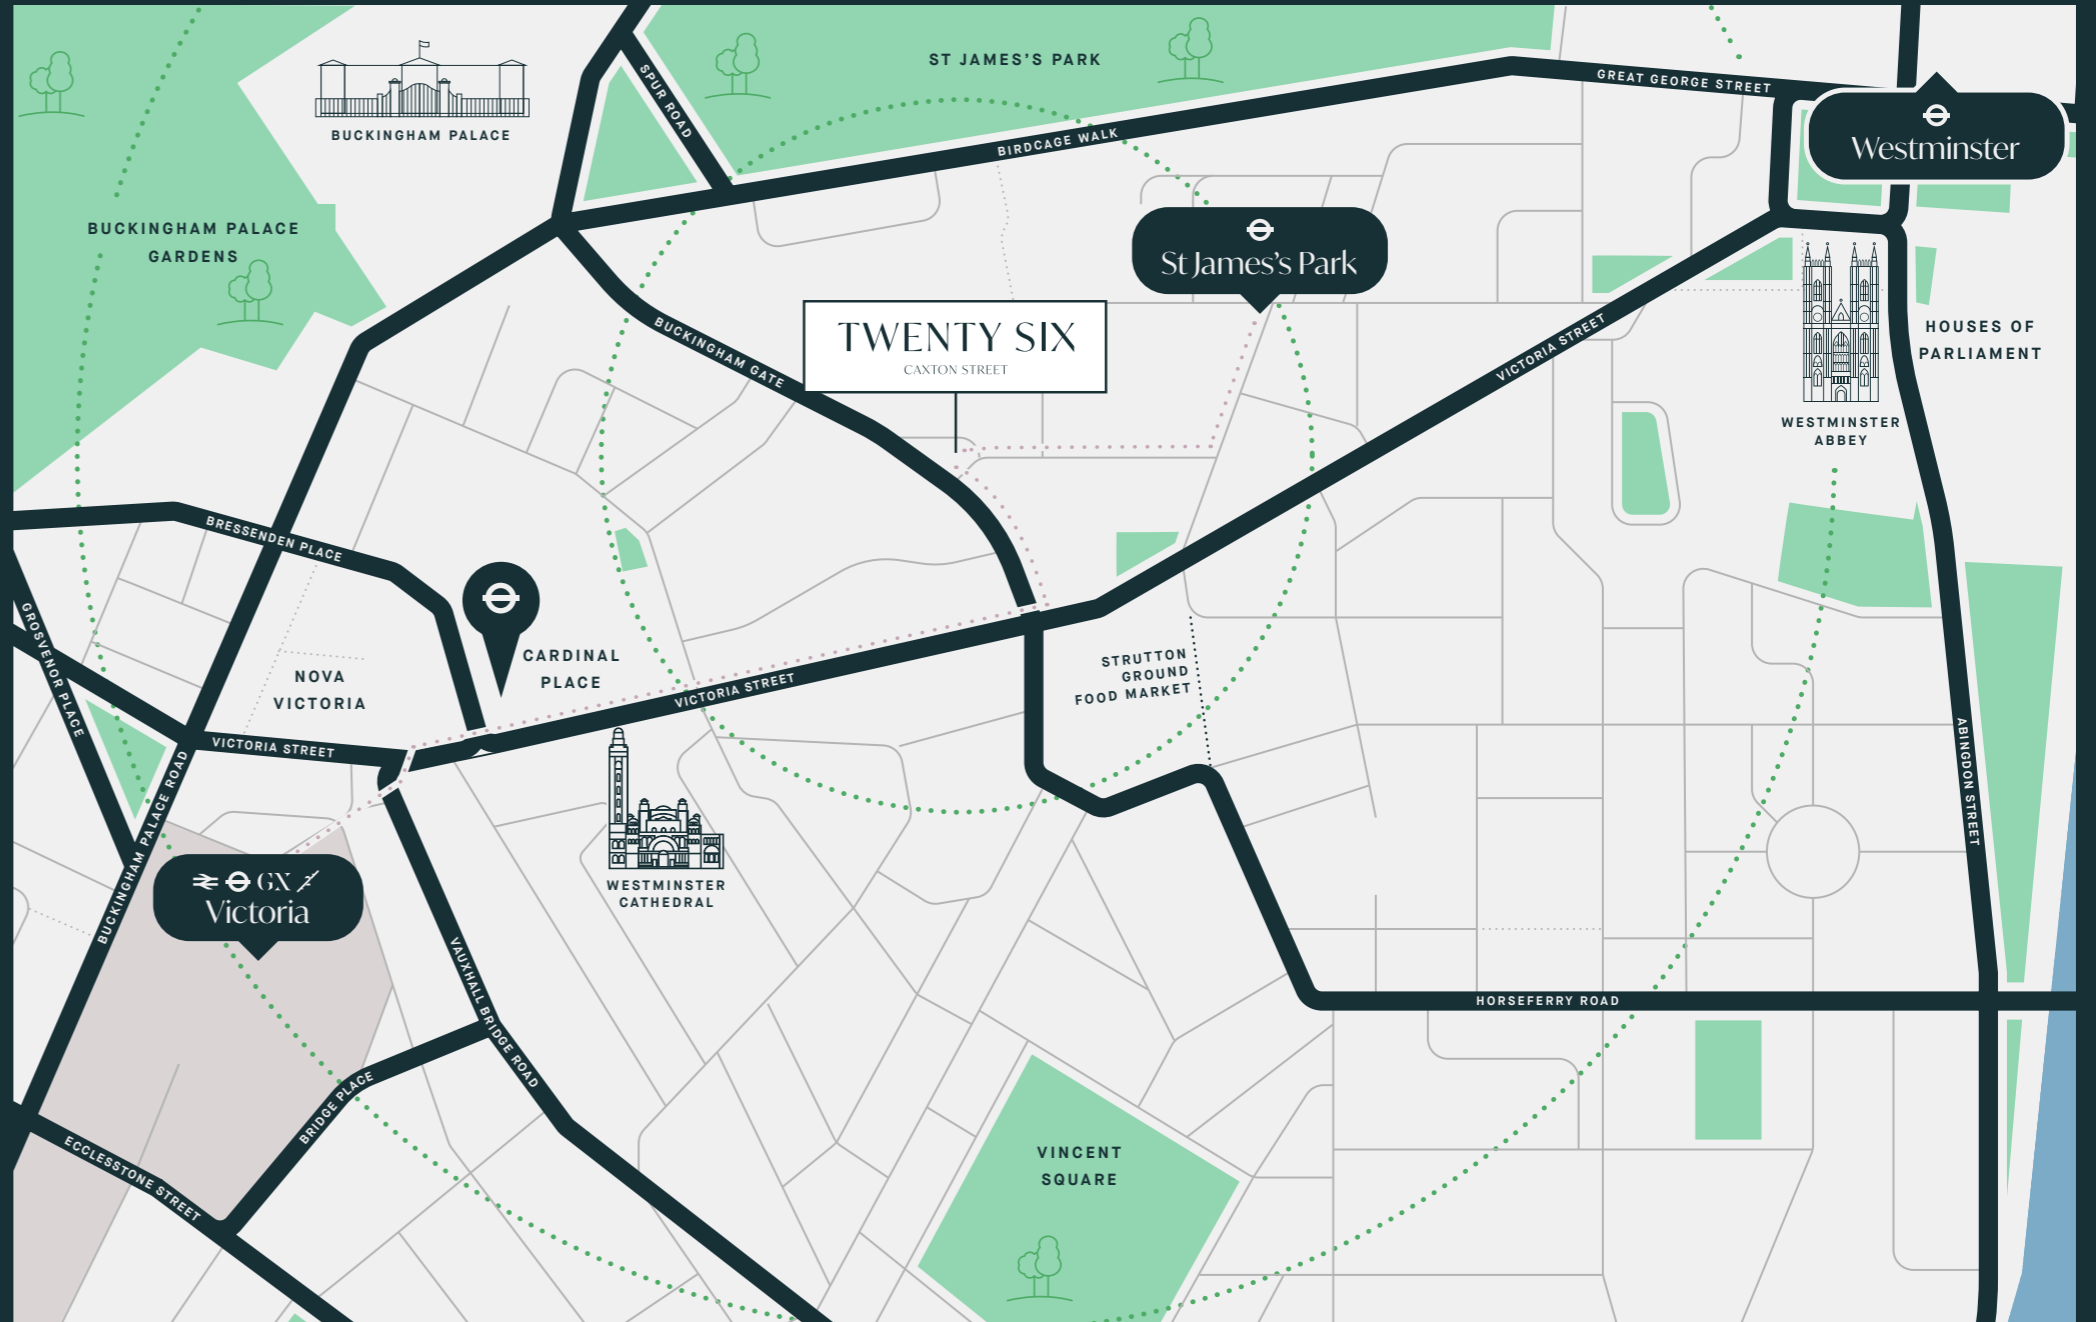 ST JAMES'S PARK
SPUR ROAD
GREAT GEORGE STREET
BUCKINGHAM PALACE
BIRDCAGE WALK
Westminster
BUCKINGHAM PALACE
GARDENS
St James's Park
TWENTY SIX
CAXTON STREET
BUCKINGHAM GATE
VICTORIA STREET
HOUSES OF
PARLIAMENT
WESTMINSTER
ABBEY
BRESSENDEN PLACE
GROSVENOR PLACE
CARDINAL
PLACE
NOVA
VICTORIA
VICTORIA STREET
STRUTTON
GROUND
FOOD MARKET
VICTORIA STREET
ABINGDON STREET
BUCKINGHAM PALACE ROAD
GX
Victoria
WESTMINSTER
CATHEDRAL
VAUXHALL BRIDGE ROAD
HORSEFERRY ROAD
BRIDGE PLACE
ECCLESSTONE STREET
VINCENT
SQUARE